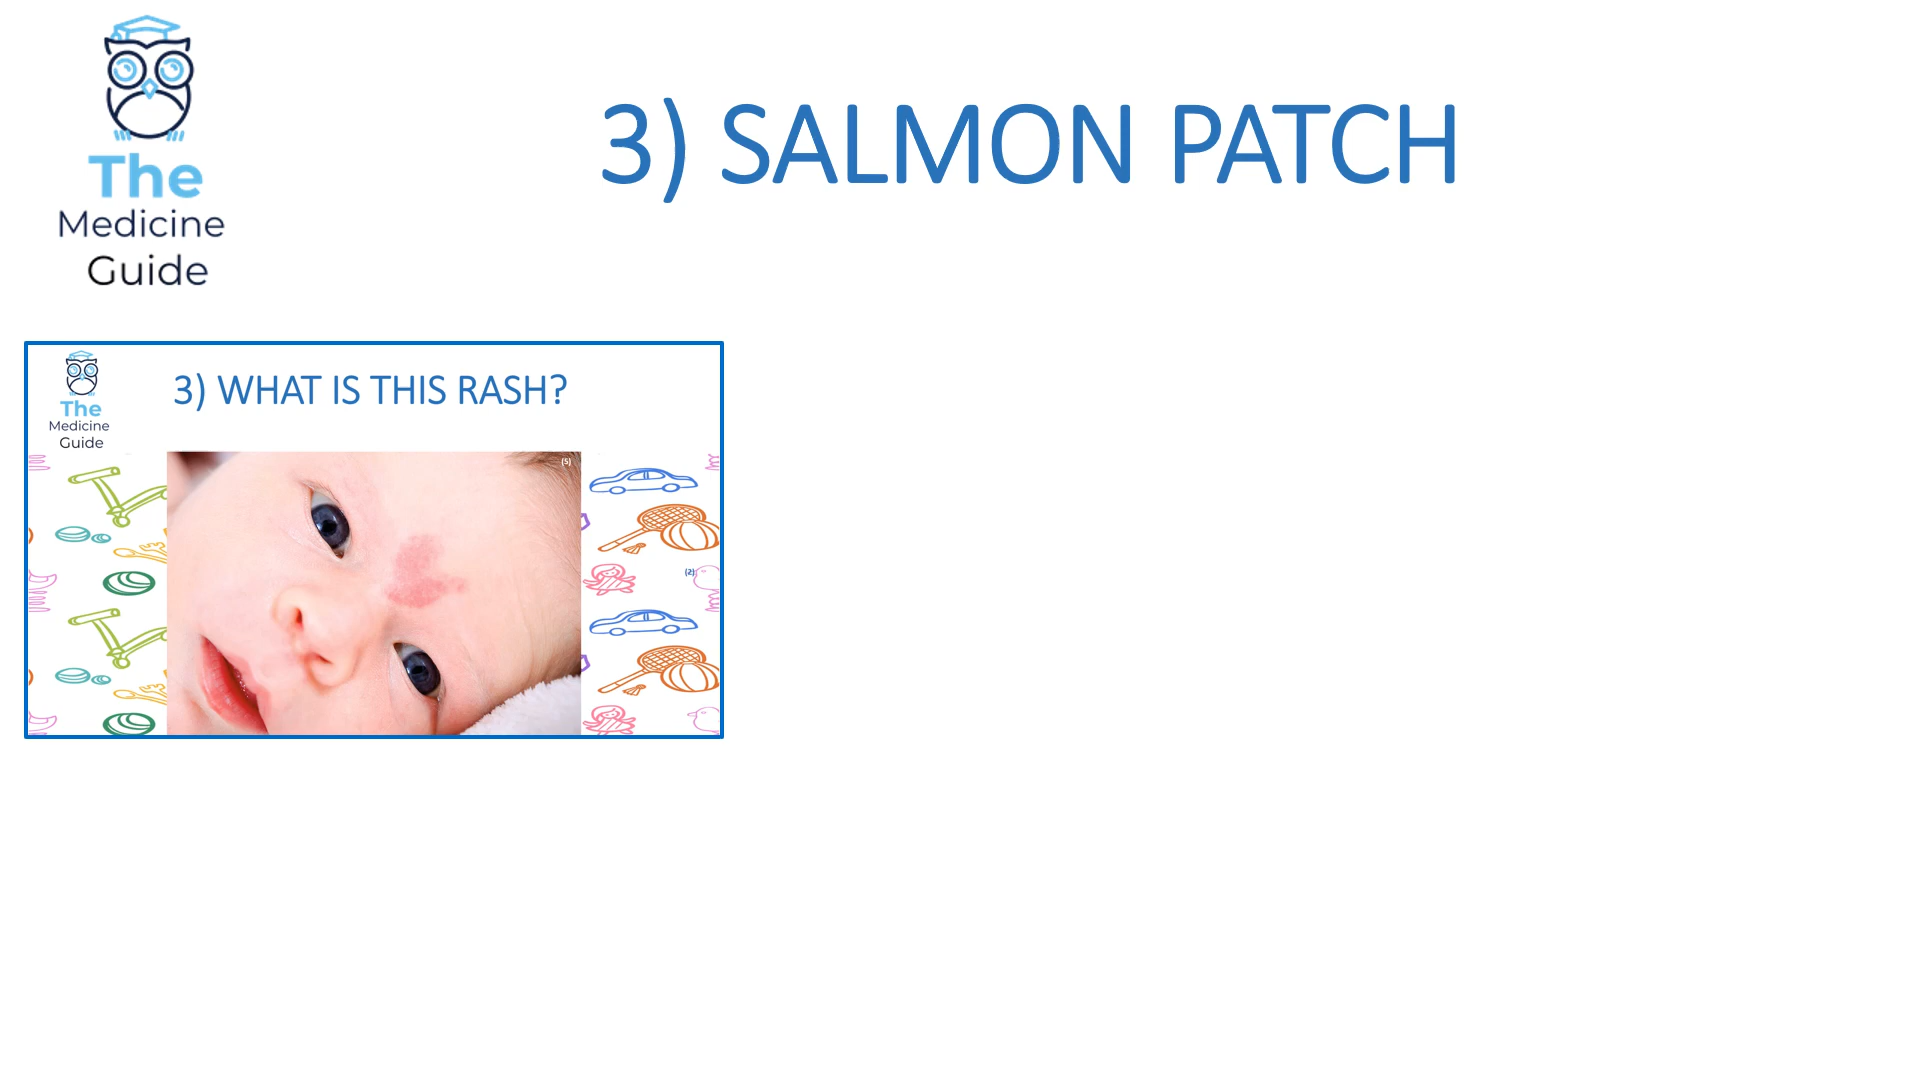 The
Medicine
Guide
3) SALMON PATCH
The
Medicine
Guide
3) WHAT IS THIS RASH?
(5)
(2)